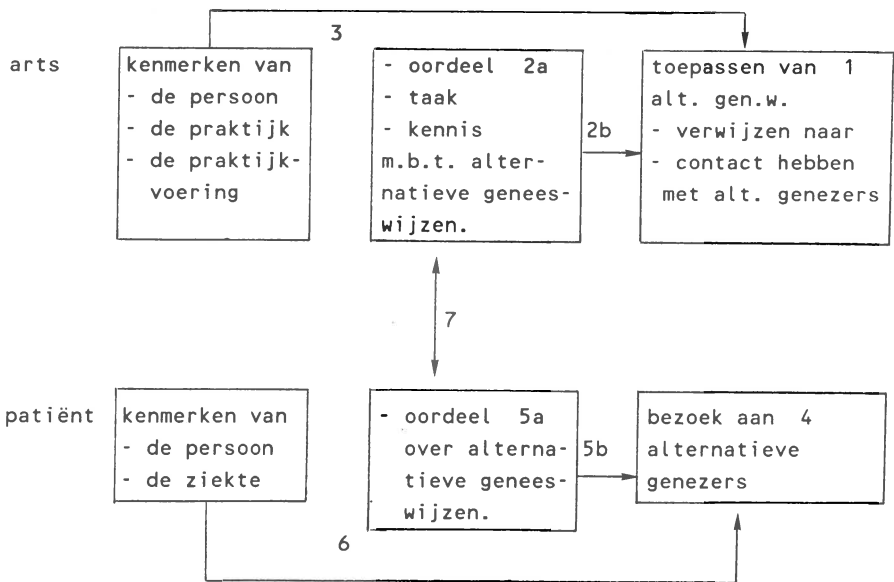 3
arts
kenmerken van
- de persoon
- de praktijk
- de praktijk-
voering
- oordeel 2a
- taak
- kennis
m.b.t. alter-
natieve genees-
wijzen.
2b
toepassen van 1
alt. gen.w.
- verwijzen naar
- contact hebben
met alt. genezers
7
patiënt
kenmerken van
- de persoon
- de ziekte
- oordeel 5a
over alterna-
tieve genees-
wijzen.
5b
bezoek aan 4
alternatieve
genezers
6